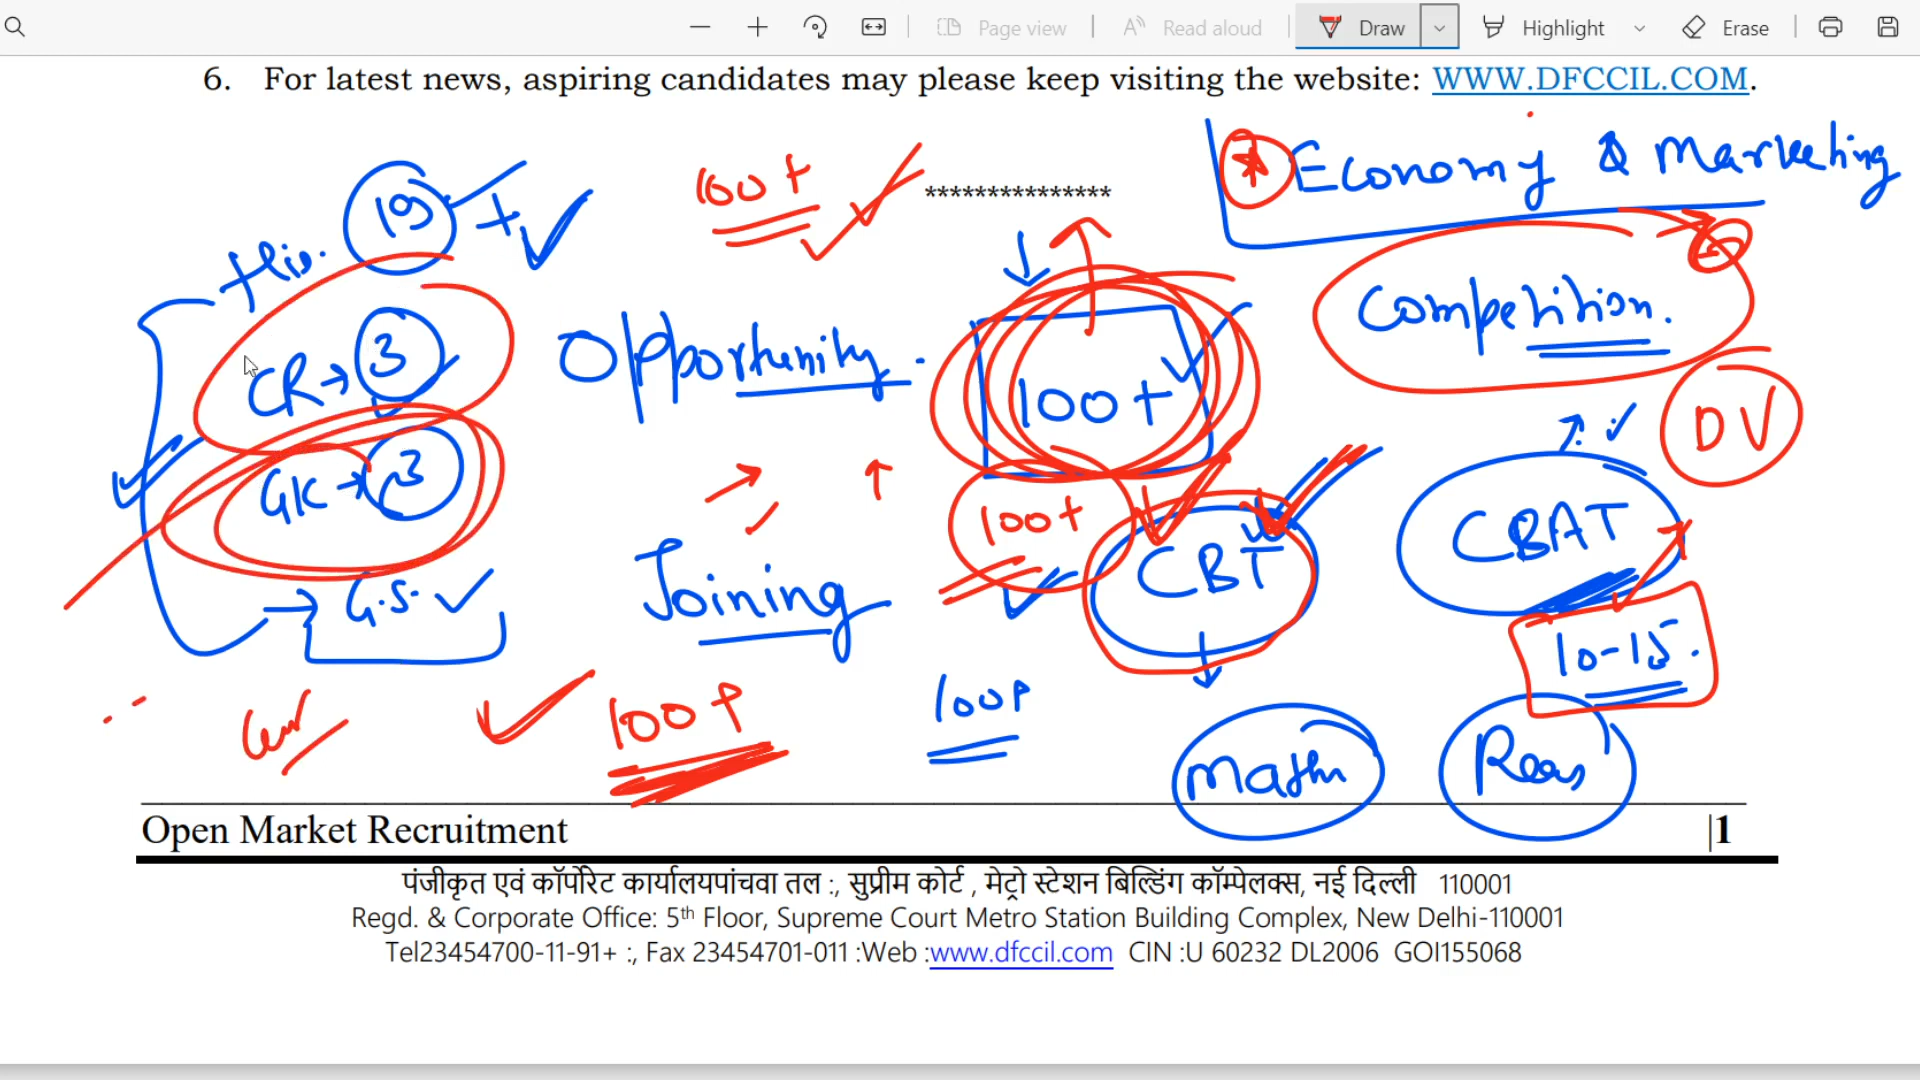 Page view
Read aloud
Draw
Highlight
Erase
6. For latest news, aspiring candidates may please keep visiting the website: WWW.DFCCIL.COM.
***************
Economy & Marketing
100+
His. 19 +
Competition.
CR → 3
Opportunity.
100+
DV
GK → 3
100+
CBT
CBAT
→ G.S.
Joining
10-15.
100P
100P
Math
Reas
Open Market Recruitment |1
पंजीकृत एवं कॉर्पोरेट कार्यालयपांचवा तल :, सुप्रीम कोर्ट , मेट्रो स्टेशन बिल्डिंग कॉम्पेलक्स, नई दिल्ली 110001
Regd. & Corporate Office: 5th Floor, Supreme Court Metro Station Building Complex, New Delhi-110001
Tel23454700-11-91+ :, Fax 23454701-011 :Web :www.dfccil.com CIN :U 60232 DL2006 GOI155068